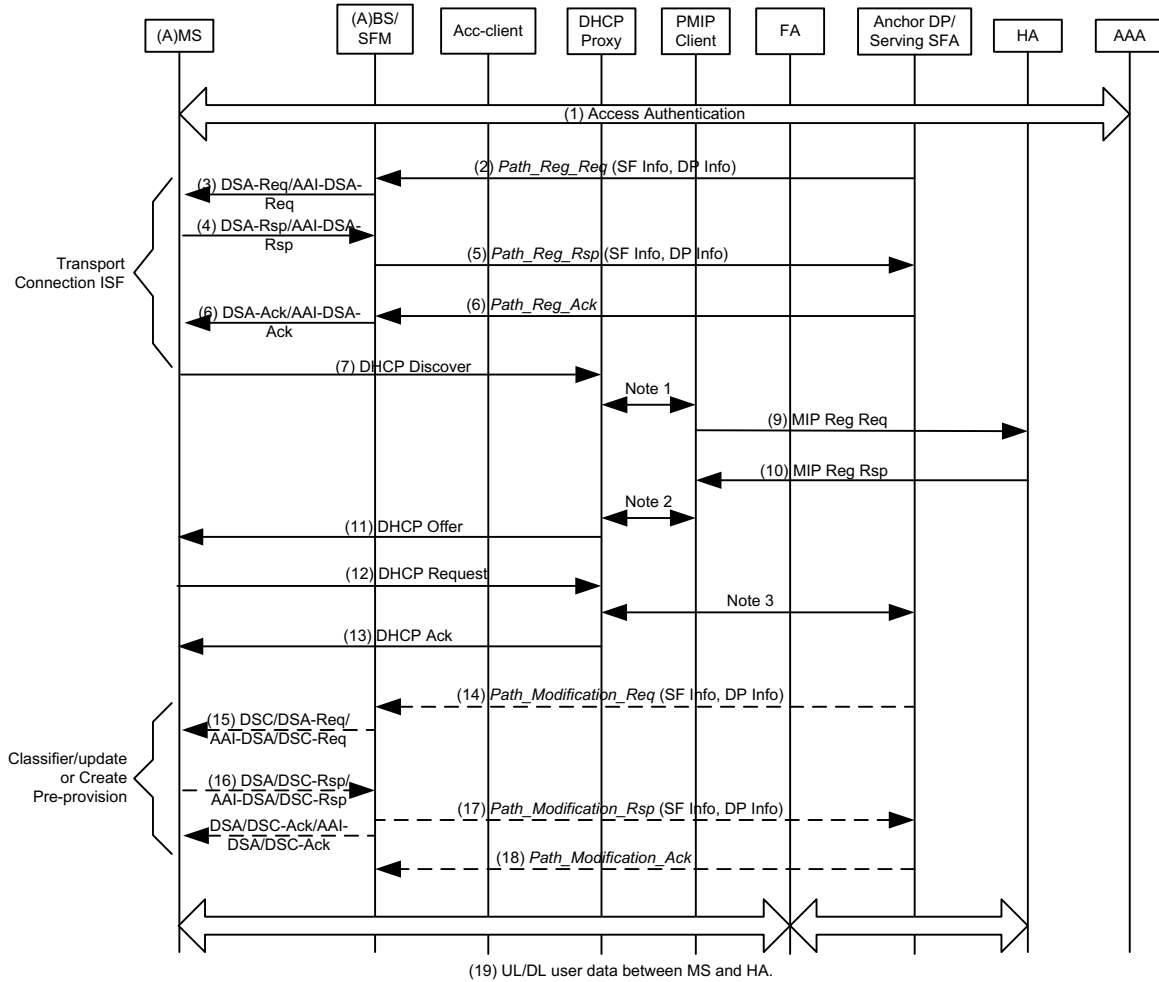 (A)MS
(A)BS/
SFM
Acc-client
DHCP
Proxy
PMIP
Client
FA
Anchor DP/
Serving SFA
HA
AAA
(1) Access Authentication
(2) Path_Reg_Req (SF Info, DP Info)
(3) DSA-Req/AAI-DSA-
Req
(4) DSA-Rsp/AAI-DSA-
Rsp
(5) Path_Reg_Rsp (SF Info, DP Info)
Transport
Connection ISF
(6) Path_Reg_Ack
(6) DSA-Ack/AAI-DSA-
Ack
(7) DHCP Discover
Note 1
(9) MIP Reg Req
(10) MIP Reg Rsp
Note 2
(11) DHCP Offer
(12) DHCP Request
Note 3
(13) DHCP Ack
(14) Path_Modification_Req (SF Info, DP Info)
(15) DSC/DSA-Req/
AAI-DSA/DSC-Req
Classifier/update
or Create
Pre-provision
(16) DSA/DSC-Rsp/
AAI-DSA/DSC-Rsp
(17) Path_Modification_Rsp (SF Info, DP Info)
DSA/DSC-Ack/AAI-
DSA/DSC-Ack
(18) Path_Modification_Ack
(19) UL/DL user data between MS and HA.